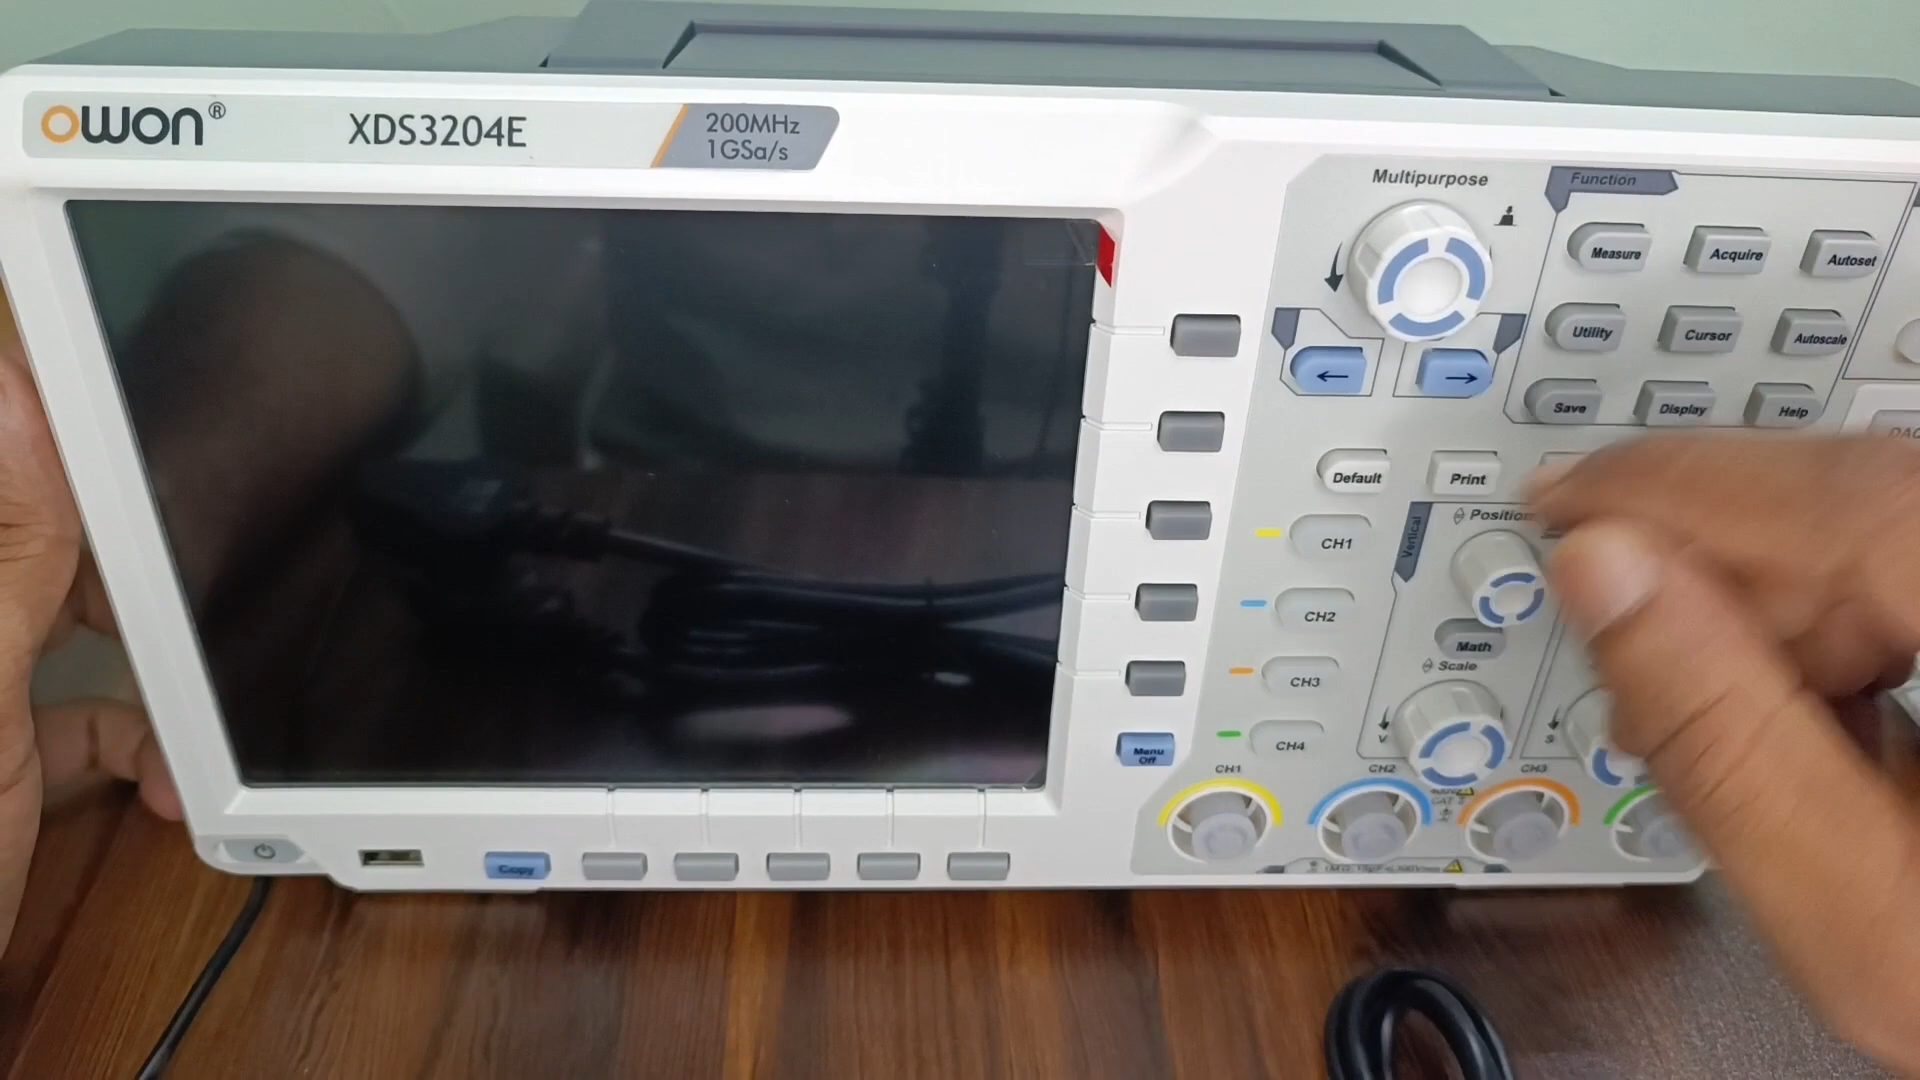 OWON®
XDS3204E
200MHz
1GSa/s
Multipurpose
Function
Measure
Acquire
Autoset
Utility
Cursor
Autoscale
Save
Display
Help
Default
Print
Position
Vertical
CH1
CH2
Math
Scale
CH3
V
S
CH4
Menu
Off
CH1
CH2
CH3
Copy